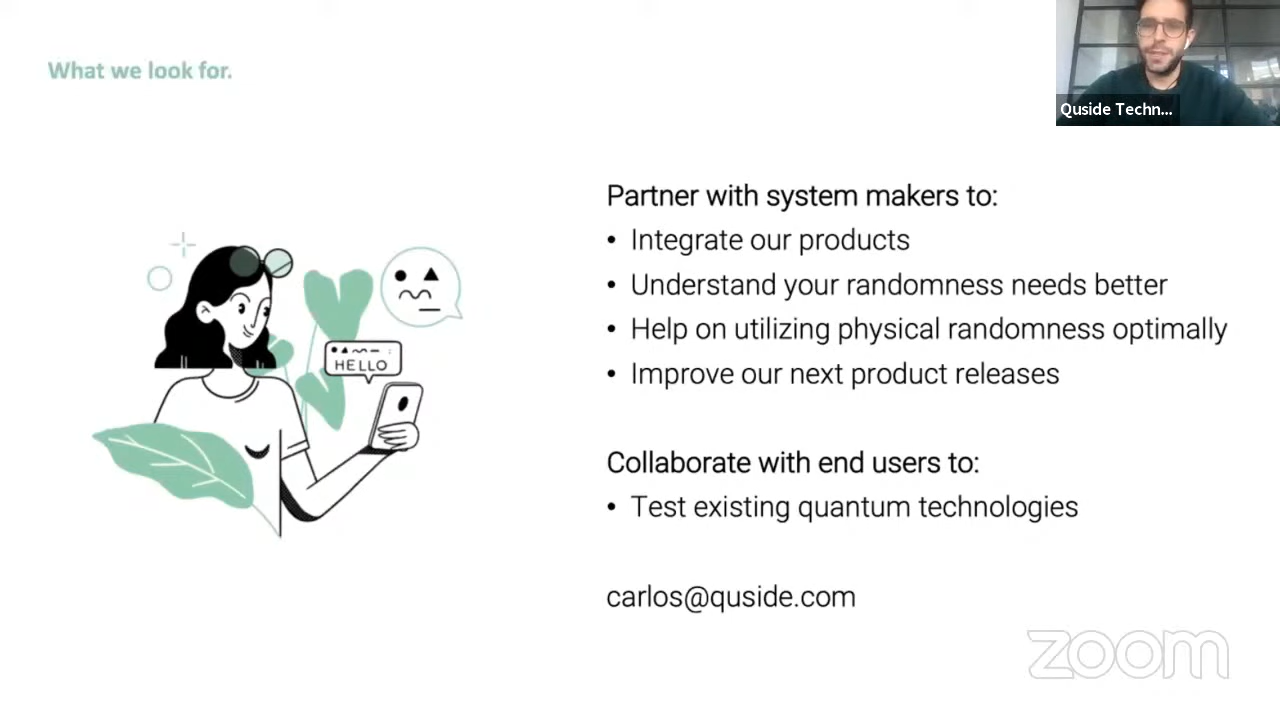 What we look for.
Quside Techn...
Partner with system makers to:
• Integrate our products
• Understand your randomness needs better
• Help on utilizing physical randomness optimally
• Improve our next product releases
HELLO
Collaborate with end users to:
• Test existing quantum technologies
carlos@quside.com
zoom